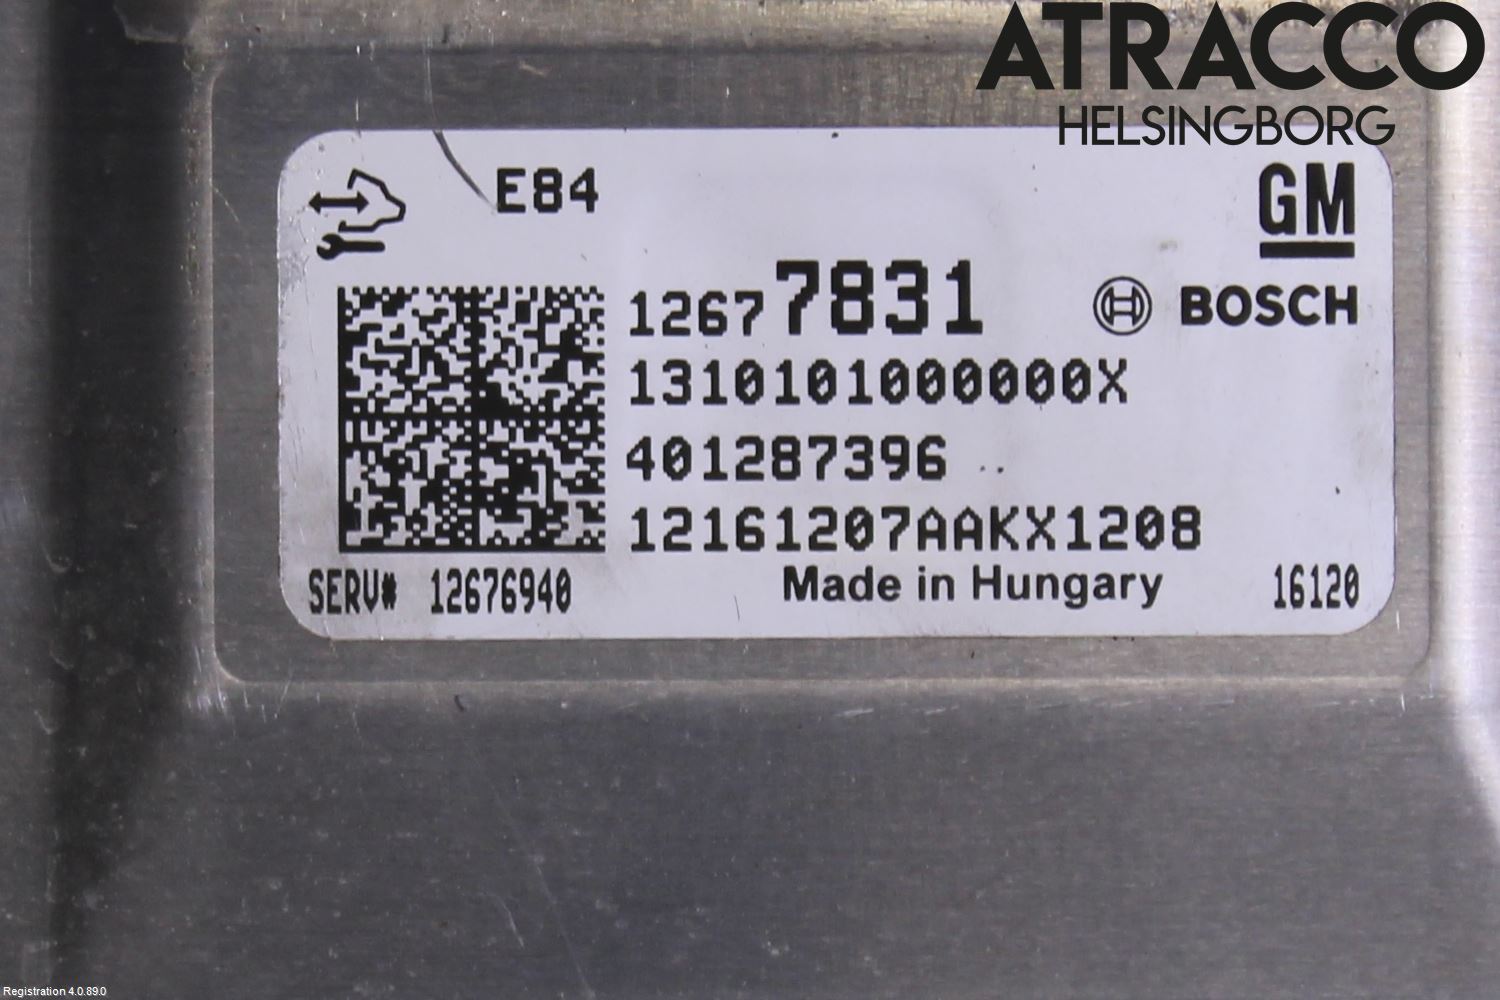 ATRACCO
HELSINGBORG
E84
GM
12677831
BOSCH
1310101000000X
401287396
12161207AAKX1208
SERV# 12676940
Made in Hungary
16120
Registration 4.0.89.0